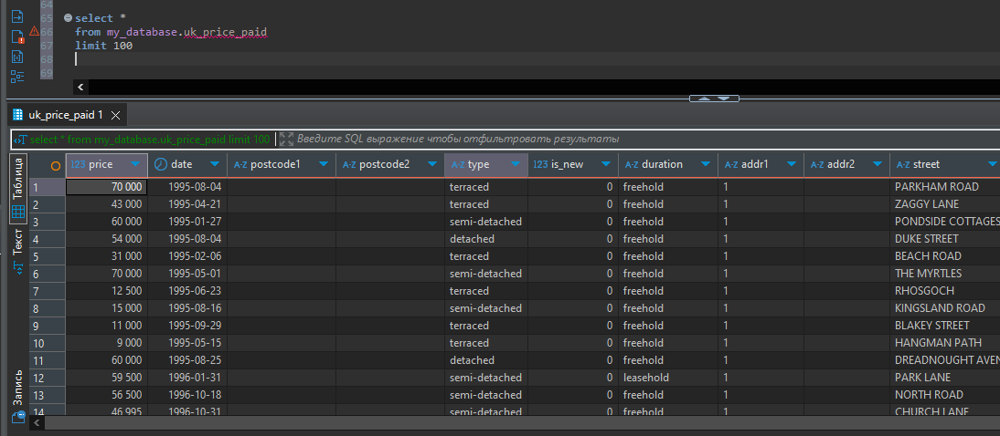 64
65 select *
66 from my_database.uk_price_paid
67 limit 100
68
69
uk_price_paid 1
select * from my_database.uk_price_paid limit 100 Введите SQL выражение чтобы отфильтровать результаты
Таблица
Текст
Запись
123 price date A-Z postcode1 A-Z postcode2 A-Z type 123 is_new A-Z duration A-Z addr1 A-Z addr2 A-Z street
1 70 000 1995-08-04 terraced 0 freehold 1 PARKHAM ROAD
2 43 000 1995-04-21 terraced 0 freehold 1 ZAGGY LANE
3 60 000 1995-01-27 semi-detached 0 freehold 1 PONDSIDE COTTAGES
4 54 000 1995-08-04 detached 0 freehold 1 DUKE STREET
5 31 000 1995-02-06 terraced 0 freehold 1 BEACH ROAD
6 70 000 1995-05-01 semi-detached 0 freehold 1 THE MYRTLES
7 12 500 1995-06-23 terraced 0 freehold 1 RHOSGOCH
8 15 000 1995-08-16 semi-detached 0 freehold 1 KINGSLAND ROAD
9 11 000 1995-09-29 terraced 0 freehold 1 BLAKEY STREET
10 9 000 1995-05-15 terraced 0 freehold 1 HANGMAN PATH
11 60 000 1995-08-25 detached 0 freehold 1 DREADNOUGHT AVEN
12 59 500 1996-01-31 semi-detached 0 leasehold 1 PARK LANE
13 56 500 1996-10-18 semi-detached 0 freehold 1 NORTH ROAD
14 46 995 1996-10-31 semi-detached 0 freehold 1 CHURCH LANE